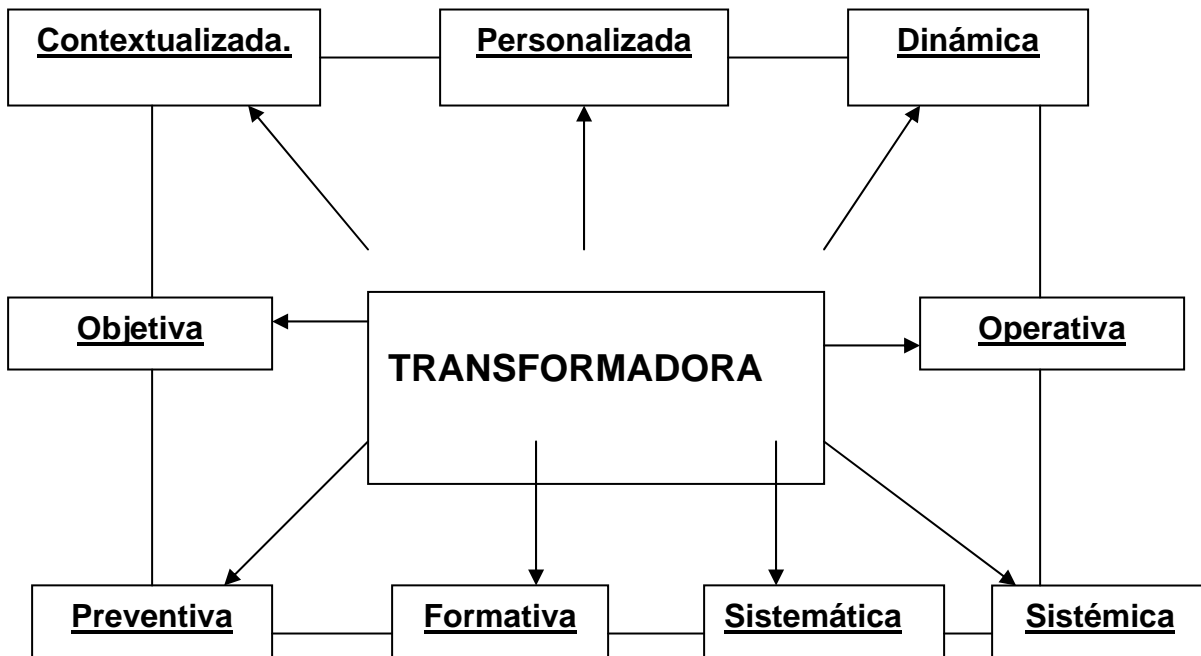 Contextualizada.
Personalizada
Dinámica
Objetiva
TRANSFORMADORA
Operativa
Preventiva
Formativa
Sistemática
Sistémica